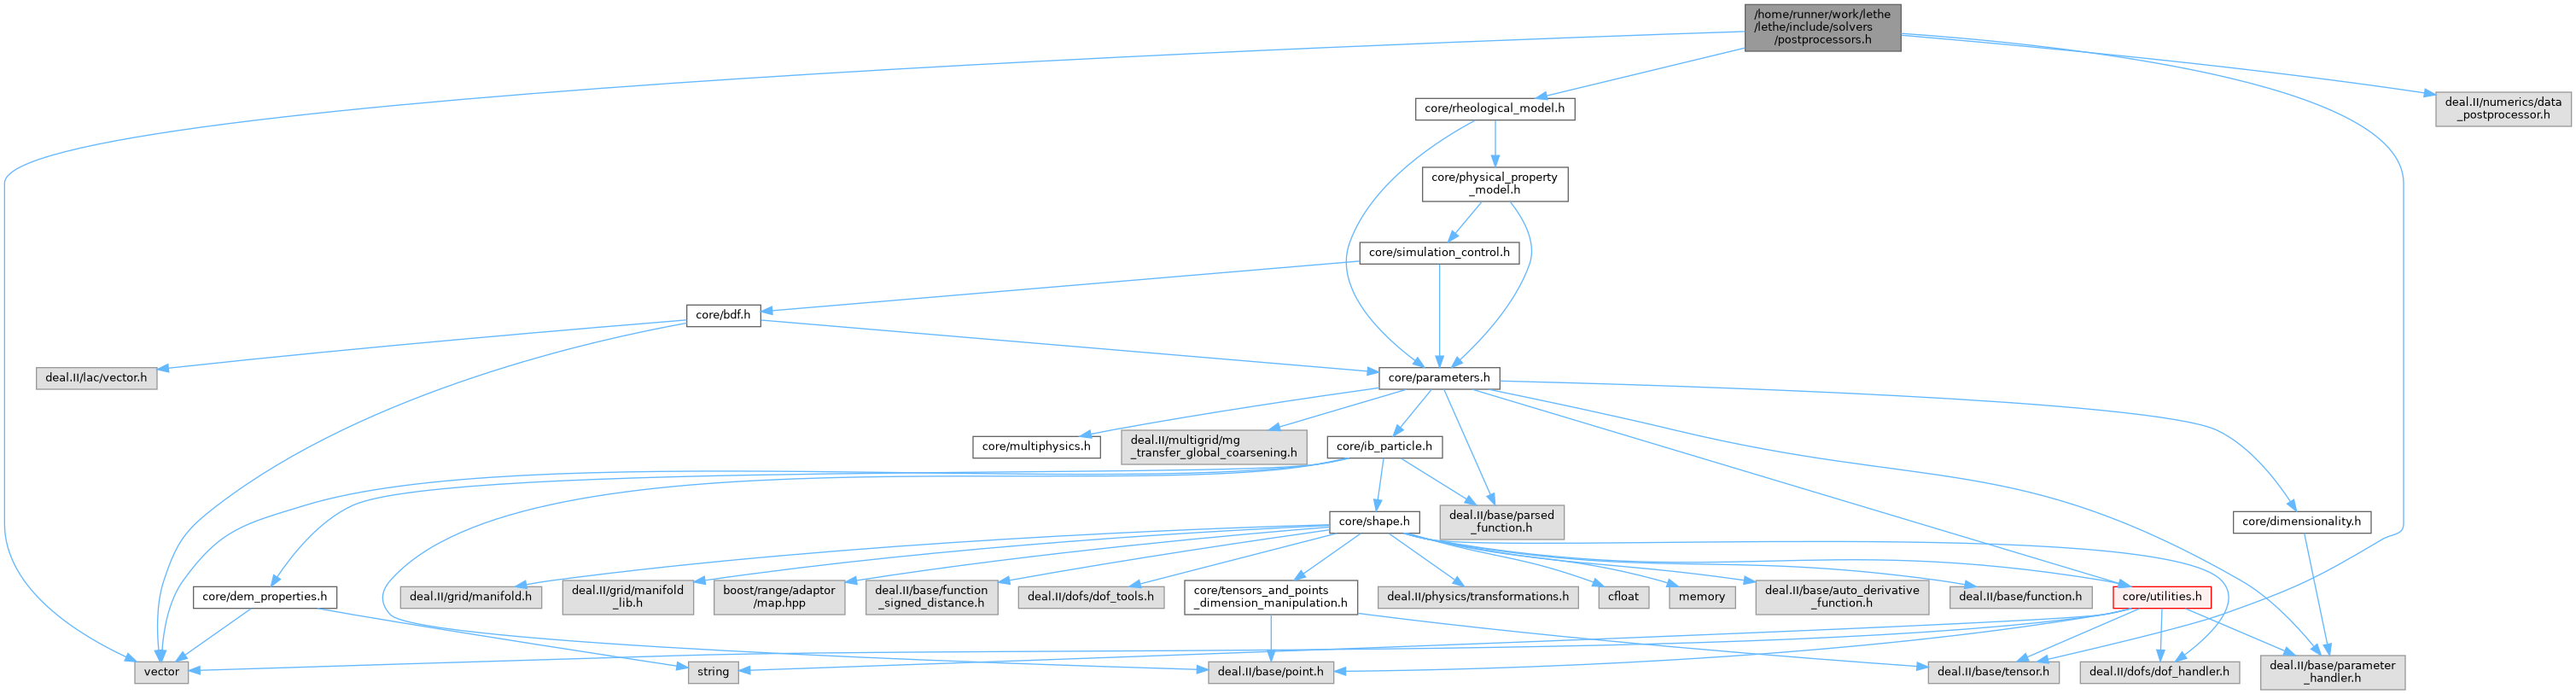 /home/runner/work/lethe
/lethe/include/solvers
/postprocessors.h
core/rheological_model.h
deal.II/numerics/data
_postprocessor.h
core/physical_property
_model.h
core/simulation_control.h
core/bdf.h
deal.II/lac/vector.h
core/parameters.h
core/multiphysics.h
deal.II/multigrid/mg
_transfer_global_coarsening.h
core/ib_particle.h
core/shape.h
deal.II/base/parsed
_function.h
core/dimensionality.h
core/dem_properties.h
deal.II/grid/manifold.h
deal.II/grid/manifold
_lib.h
boost/range/adaptor
/map.hpp
deal.II/base/function
_signed_distance.h
deal.II/dofs/dof_tools.h
core/tensors_and_points
_dimension_manipulation.h
deal.II/physics/transformations.h
cfloat
memory
deal.II/base/auto_derivative
_function.h
deal.II/base/function.h
core/utilities.h
vector
string
deal.II/base/point.h
deal.II/base/tensor.h
deal.II/dofs/dof_handler.h
deal.II/base/parameter
_handler.h